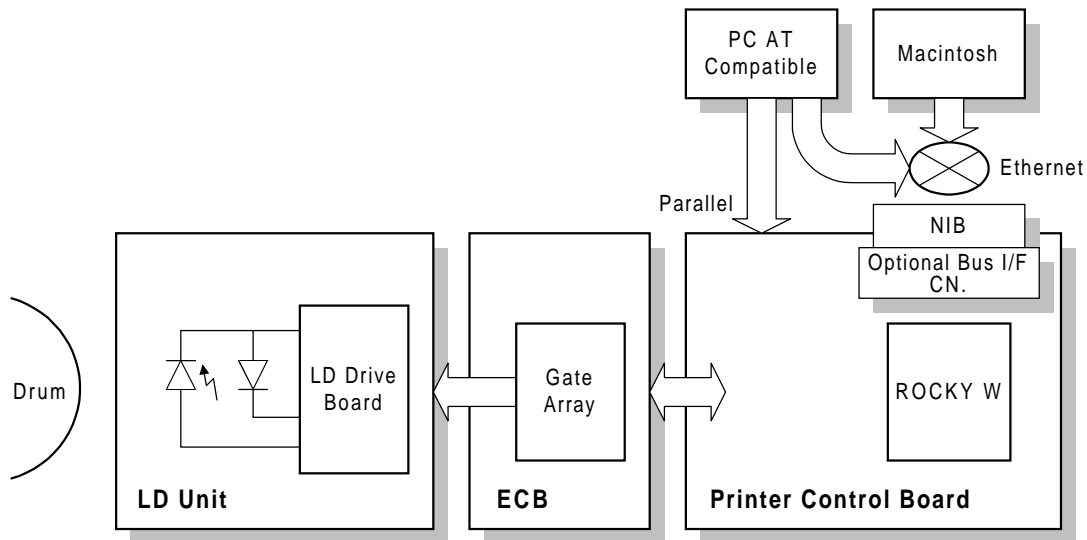 PC AT
Compatible
Macintosh
Ethernet
Parallel
NIB
Optional Bus I/F
CN.
Drum
LD Drive
Board
Gate
Array
ROCKY W
LD Unit
ECB
Printer Control Board